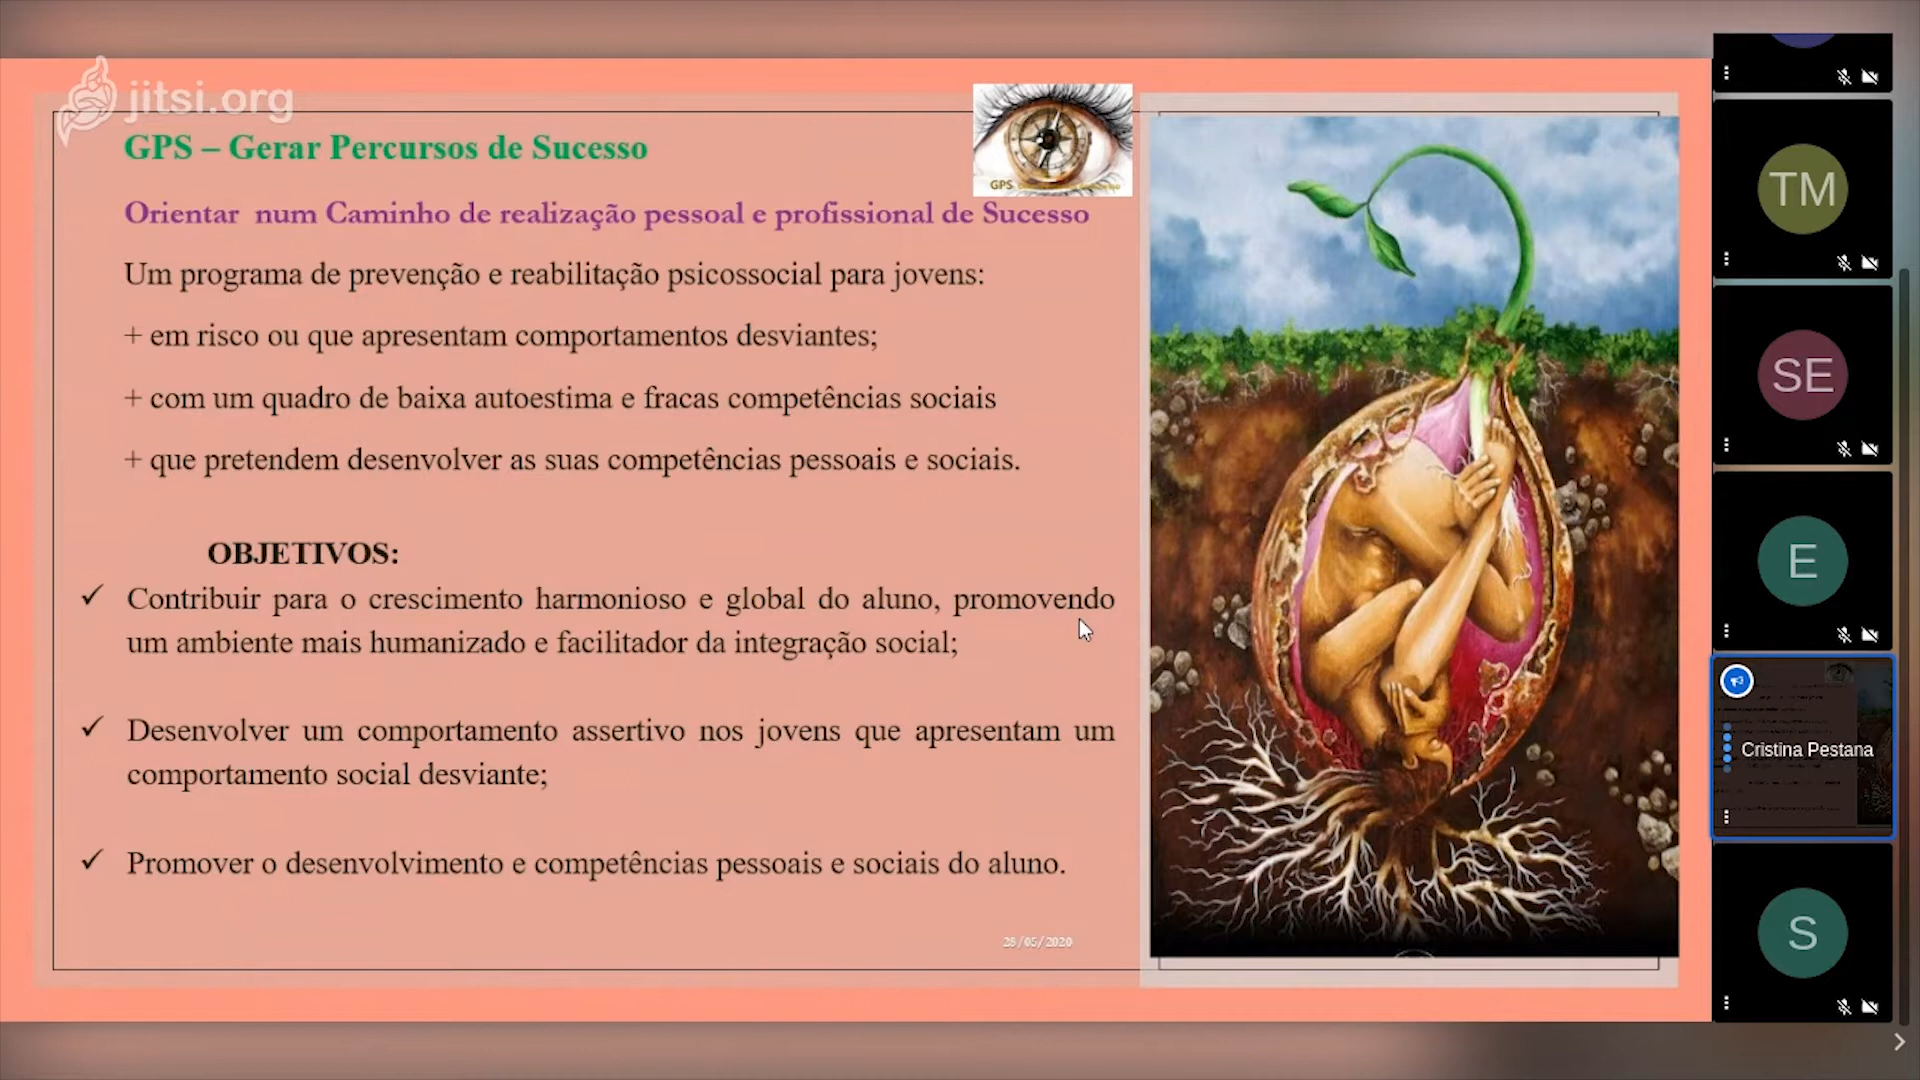 jitsi.org
GPS – Gerar Percursos de Sucesso
GPS
Orientar num Caminho de realização pessoal e profissional de Sucesso
Um programa de prevenção e reabilitação psicossocial para jovens:
+ em risco ou que apresentam comportamentos desviantes;
+ com um quadro de baixa autoestima e fracas competências sociais
+ que pretendem desenvolver as suas competências pessoais e sociais.
OBJETIVOS:
✓ Contribuir para o crescimento harmonioso e global do aluno, promovendo
um ambiente mais humanizado e facilitador da integração social;
✓ Desenvolver um comportamento assertivo nos jovens que apresentam um
comportamento social desviante;
✓ Promover o desenvolvimento e competências pessoais e sociais do aluno.
28/05/2020
TM
SE
E
Cristina Pestana
S